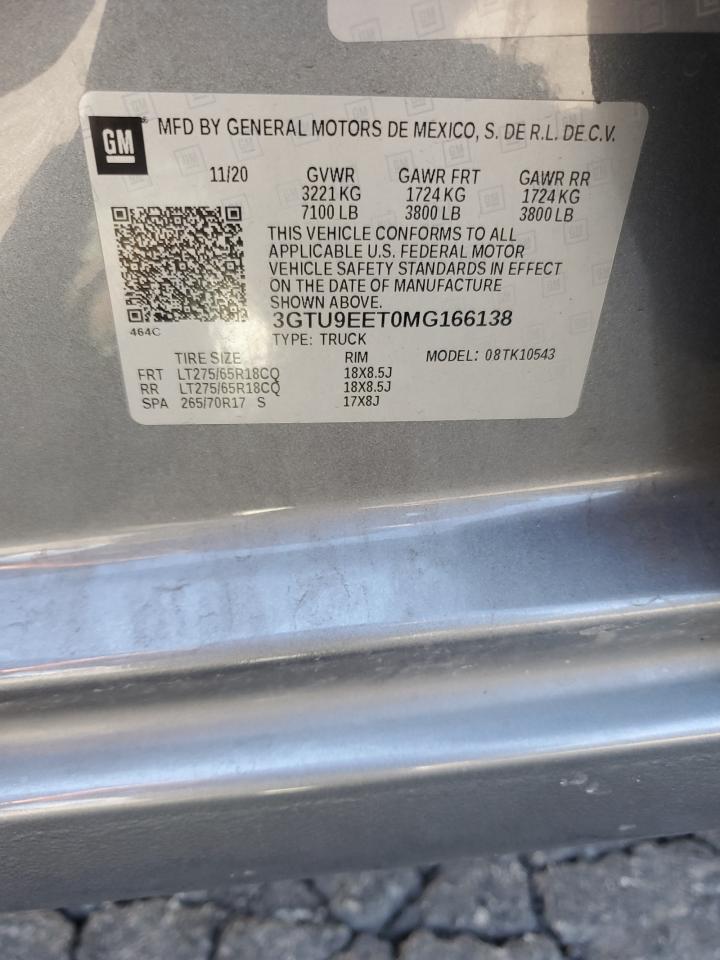 GM
MFD BY GENERAL MOTORS DE MEXICO, S. DE R.L. DE C.V.
11/20 GVWR GAWR FRT GAWR RR
3221 KG 1724 KG 1724 KG
7100 LB 3800 LB 3800 LB
THIS VEHICLE CONFORMS TO ALL
APPLICABLE U.S. FEDERAL MOTOR
VEHICLE SAFETY STANDARDS IN EFFECT
ON THE DATE OF MANUFACTURE
SHOWN ABOVE.
3GTU9EET0MG166138
464C
TYPE: TRUCK
TIRE SIZE RIM MODEL: 08TK10543
FRT LT275/65R18CQ 18X8.5J
RR LT275/65R18CQ 18X8.5J
SPA 265/70R17 S 17X8J